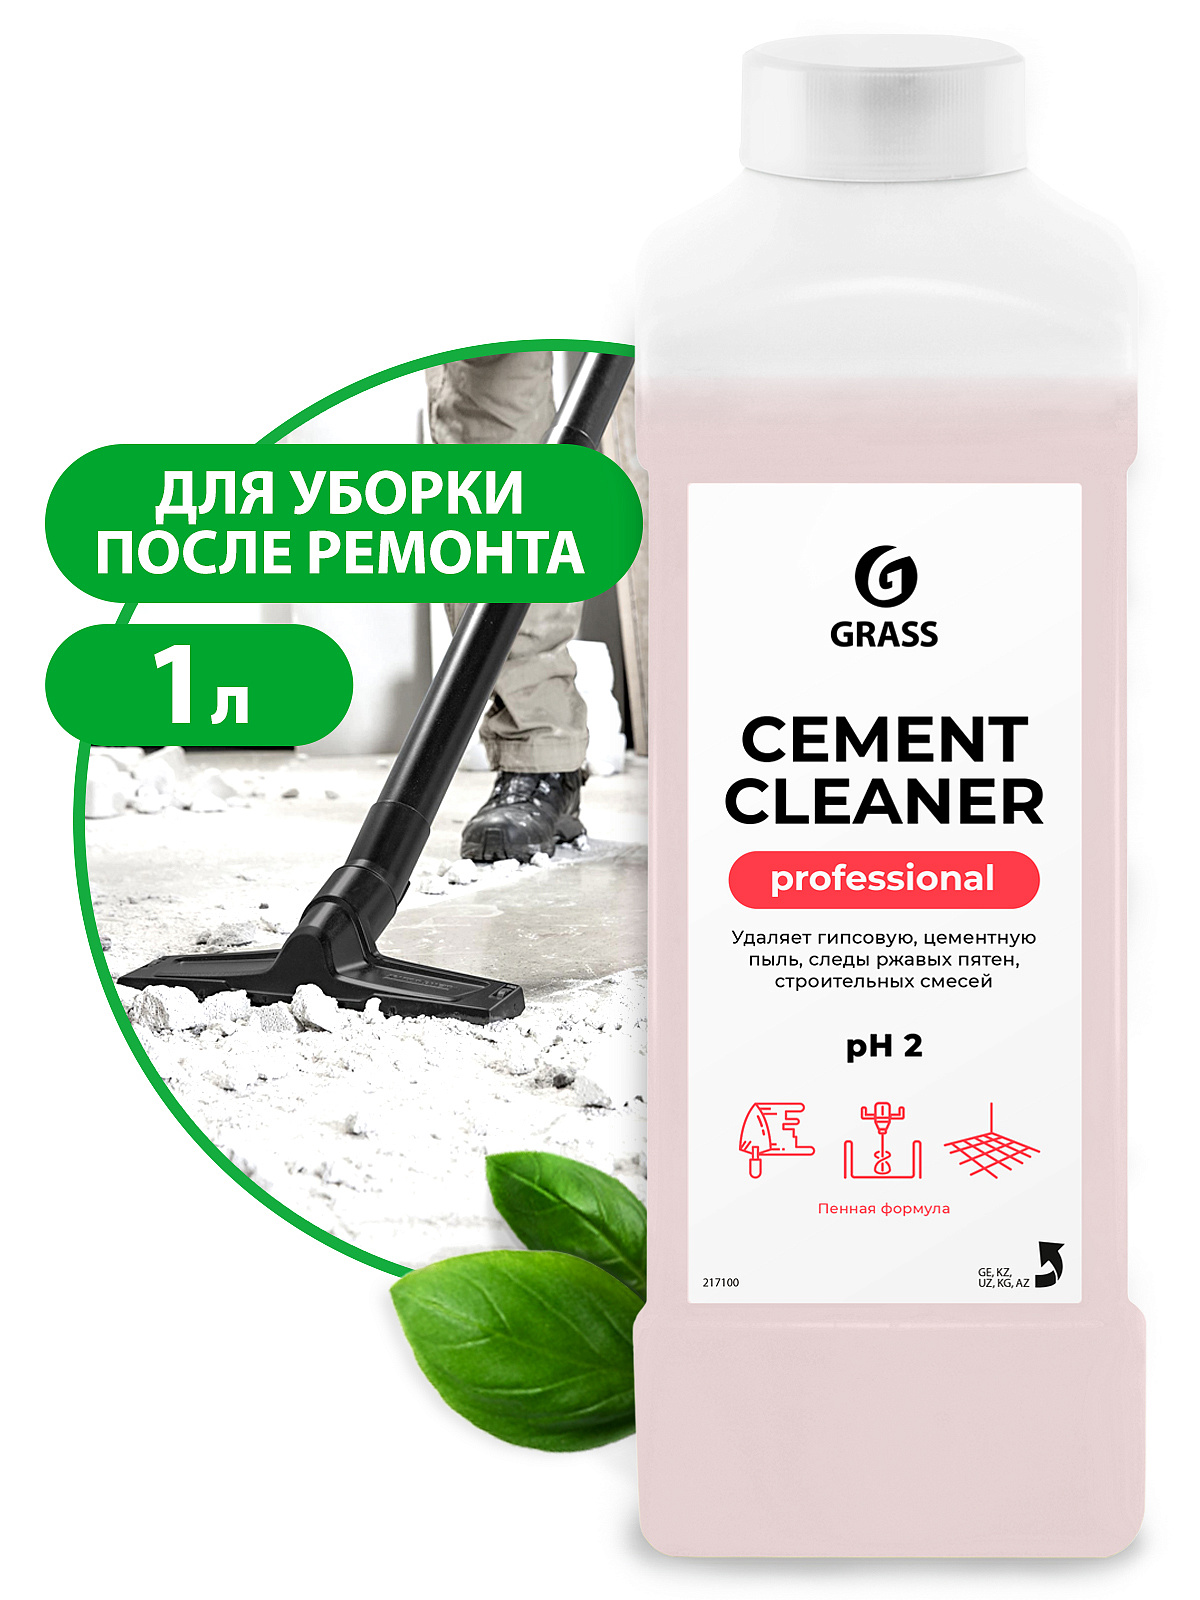 ДЛЯ УБОРКИ
ПОСЛЕ РЕМОНТА
1 л
GRASS
CEMENT
CLEANER
professional
Удаляет гипсовую, цементную
пыль, следы ржавых пятен,
строительных смесей
pH 2
Пенная формула
217100
GE, KZ,
UZ, KG, AZ